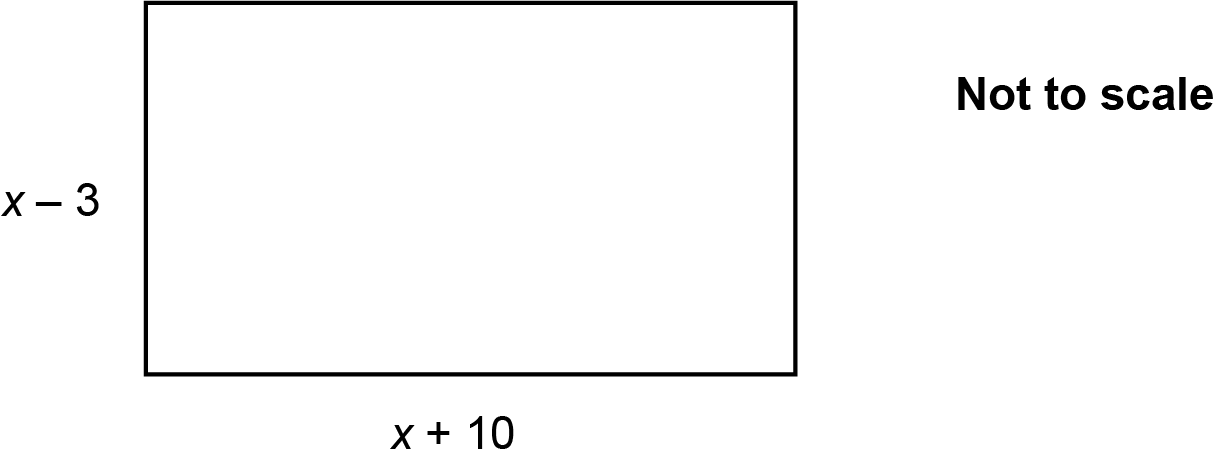 Not to scale
x – 3
x + 10